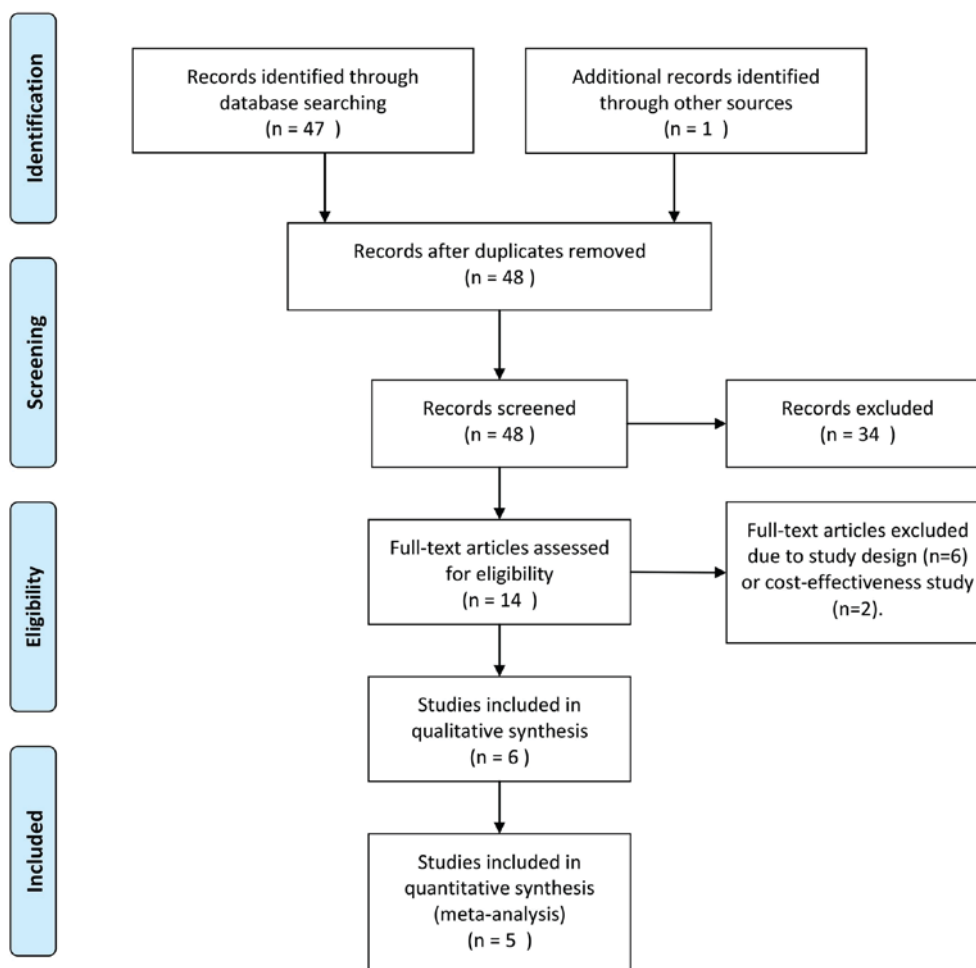 Identification
Records identified through
database searching
(n = 47 )
Additional records identified
through other sources
(n = 1 )
Records after duplicates removed
(n = 48 )
Screening
Records screened
(n = 48 )
Records excluded
(n = 34 )
Eligibility
Full-text articles assessed
for eligibility
(n = 14 )
Full-text articles excluded
due to study design (n=6)
or cost-effectiveness study
(n=2).
Studies included in
qualitative synthesis
(n = 6 )
Included
Studies included in
quantitative synthesis
(meta-analysis)
(n = 5 )